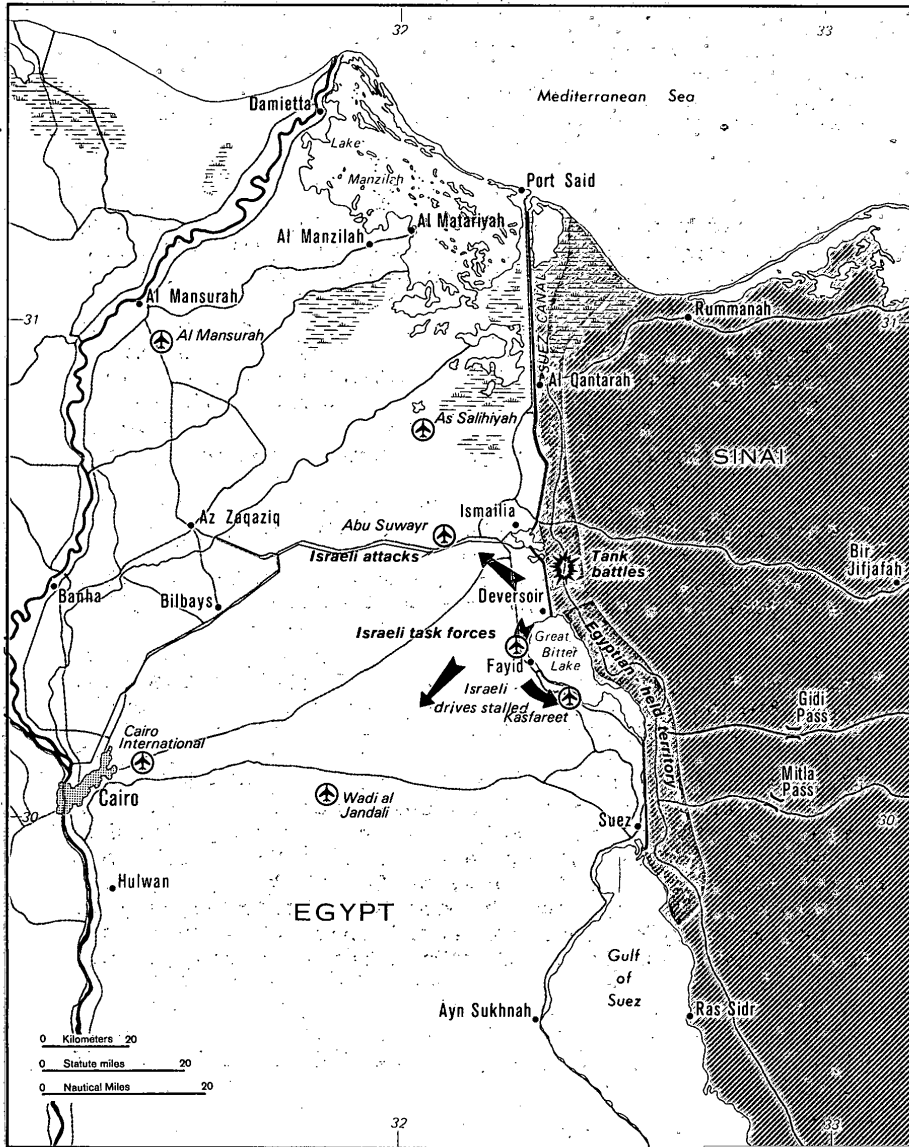 32
33
Mediterranean Sea
Damietta
Lake
Manzilah
Port Said
Al Matariyah
Al Manzilah
SUEZ CANAL
Al Mansurah
Rummanah
31
31
Al Mansurah
Al Qantarah
As Salihiyah
SINAI
Ismailia
Az Zaqaziq
Abu Suwayr
Israeli attacks
Tank
battles
Bir
Jifjafah
Banha
Bilbays
Deversoir
Israeli task forces
Great
Bitter
Lake
Fayid
Egyptian - held territory
Israeli
drives stalled
Kasfareet
Gidi
Pass
Cairo
International
Mitla
Pass
Cairo
Wadi al
Jandali
30
30
Suez
Hulwan
EGYPT
Gulf
of
Suez
Ayn Sukhnah
Ras Sidr
0 Kilometers 20
0 Statute miles 20
0 Nautical Miles 20
32
33